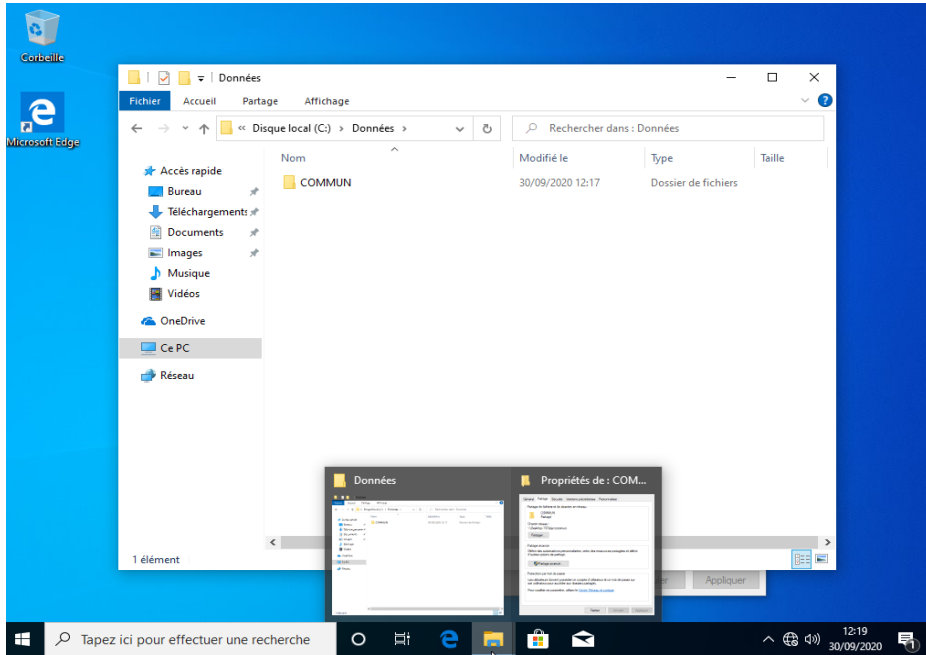 Corbeille
Microsoft Edge
Données
Fichier Accueil Partage Affichage
« Disque local (C:) > Données >
Rechercher dans : Données
Nom Modifié le Type Taille
COMMUN 30/09/2020 12:17 Dossier de fichiers
Accès rapide
Bureau
Téléchargements
Documents
Images
Musique
Vidéos
OneDrive
Ce PC
Réseau
1 élément
Données
Propriétés de : COM...
Appliquer
Tapez ici pour effectuer une recherche
12:19
30/09/2020
1